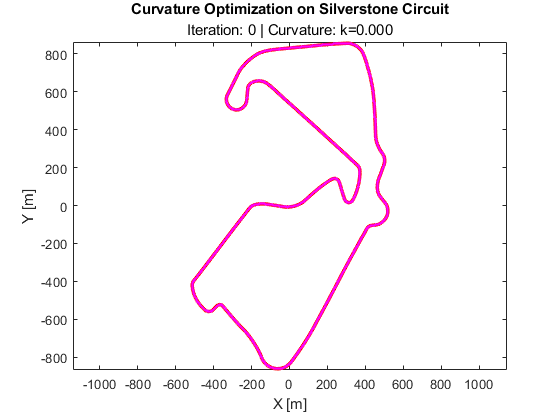 Curvature Optimization on Silverstone Circuit
Iteration: 0 | Curvature: k=0.000
800
600
400
200
0
-200
-400
-600
-800
Y [m]
-1000 -800 -600 -400 -200 0 200 400 600 800 1000
X [m]